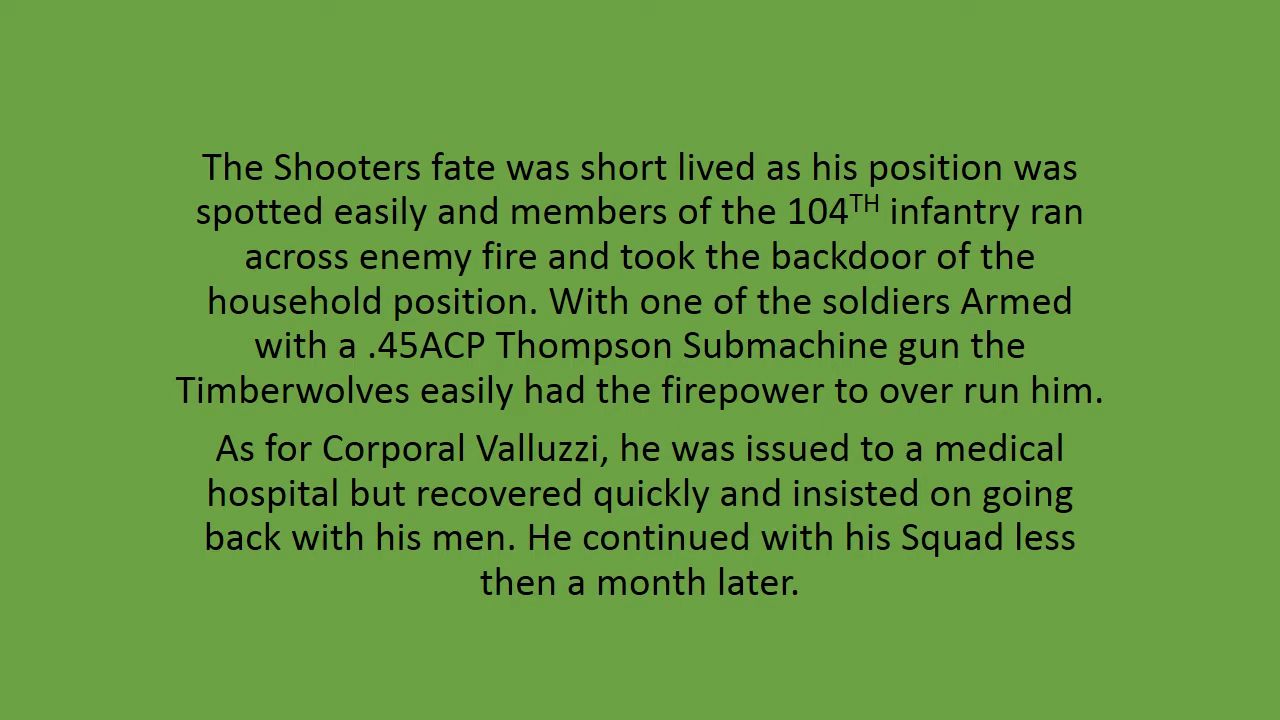 The Shooters fate was short lived as his position was
spotted easily and members of the 104TH infantry ran
across enemy fire and took the backdoor of the
household position. With one of the soldiers Armed
with a .45ACP Thompson Submachine gun the
Timberwolves easily had the firepower to over run him.
As for Corporal Valluzzi, he was issued to a medical
hospital but recovered quickly and insisted on going
back with his men. He continued with his Squad less
then a month later.